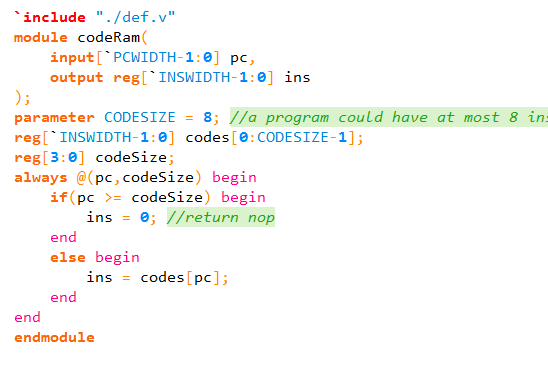 `include "./def.v"
module codeRam(
    input[`PCWIDTH-1:0] pc,
    output reg[`INSWIDTH-1:0] ins
);
parameter CODESIZE = 8; //a program could have at most 8
reg[`INSWIDTH-1:0] codes[0:CODESIZE-1];
reg[3:0] codeSize;
always @(pc,codeSize) begin
    if(pc >= codeSize) begin
        ins = 0; //return nop
    end
    else begin
        ins = codes[pc];
    end
end
endmodule